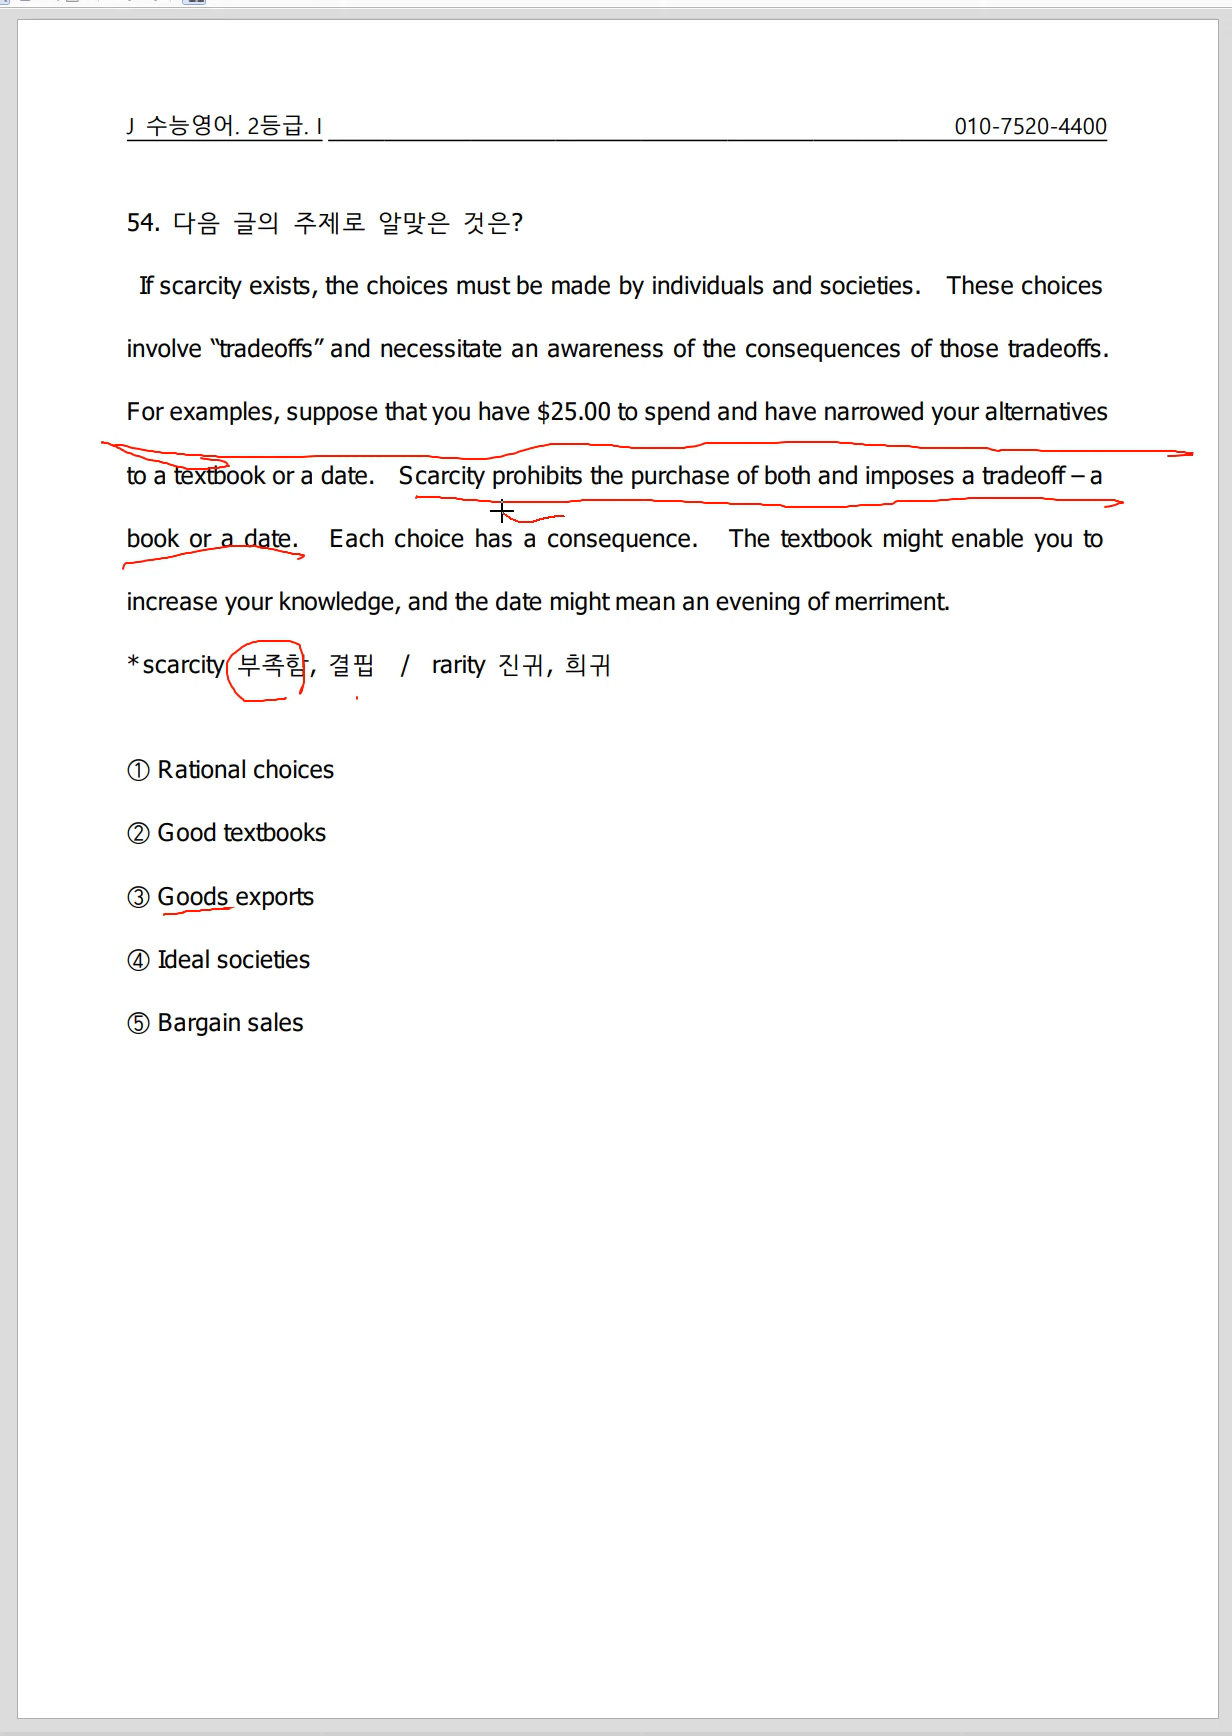 J 수능영어. 2등급. I 010-7520-4400
54. 다음 글의 주제로 알맞은 것은?
If scarcity exists, the choices must be made by individuals and societies. These choices
involve “tradeoffs” and necessitate an awareness of the consequences of those tradeoffs.
For examples, suppose that you have $25.00 to spend and have narrowed your alternatives
to a textbook or a date. Scarcity prohibits the purchase of both and imposes a tradeoff – a
book or a date. Each choice has a consequence. The textbook might enable you to
increase your knowledge, and the date might mean an evening of merriment.
*scarcity 부족함, 결핍 / rarity 진귀, 희귀
① Rational choices
② Good textbooks
③ Goods exports
④ Ideal societies
⑤ Bargain sales